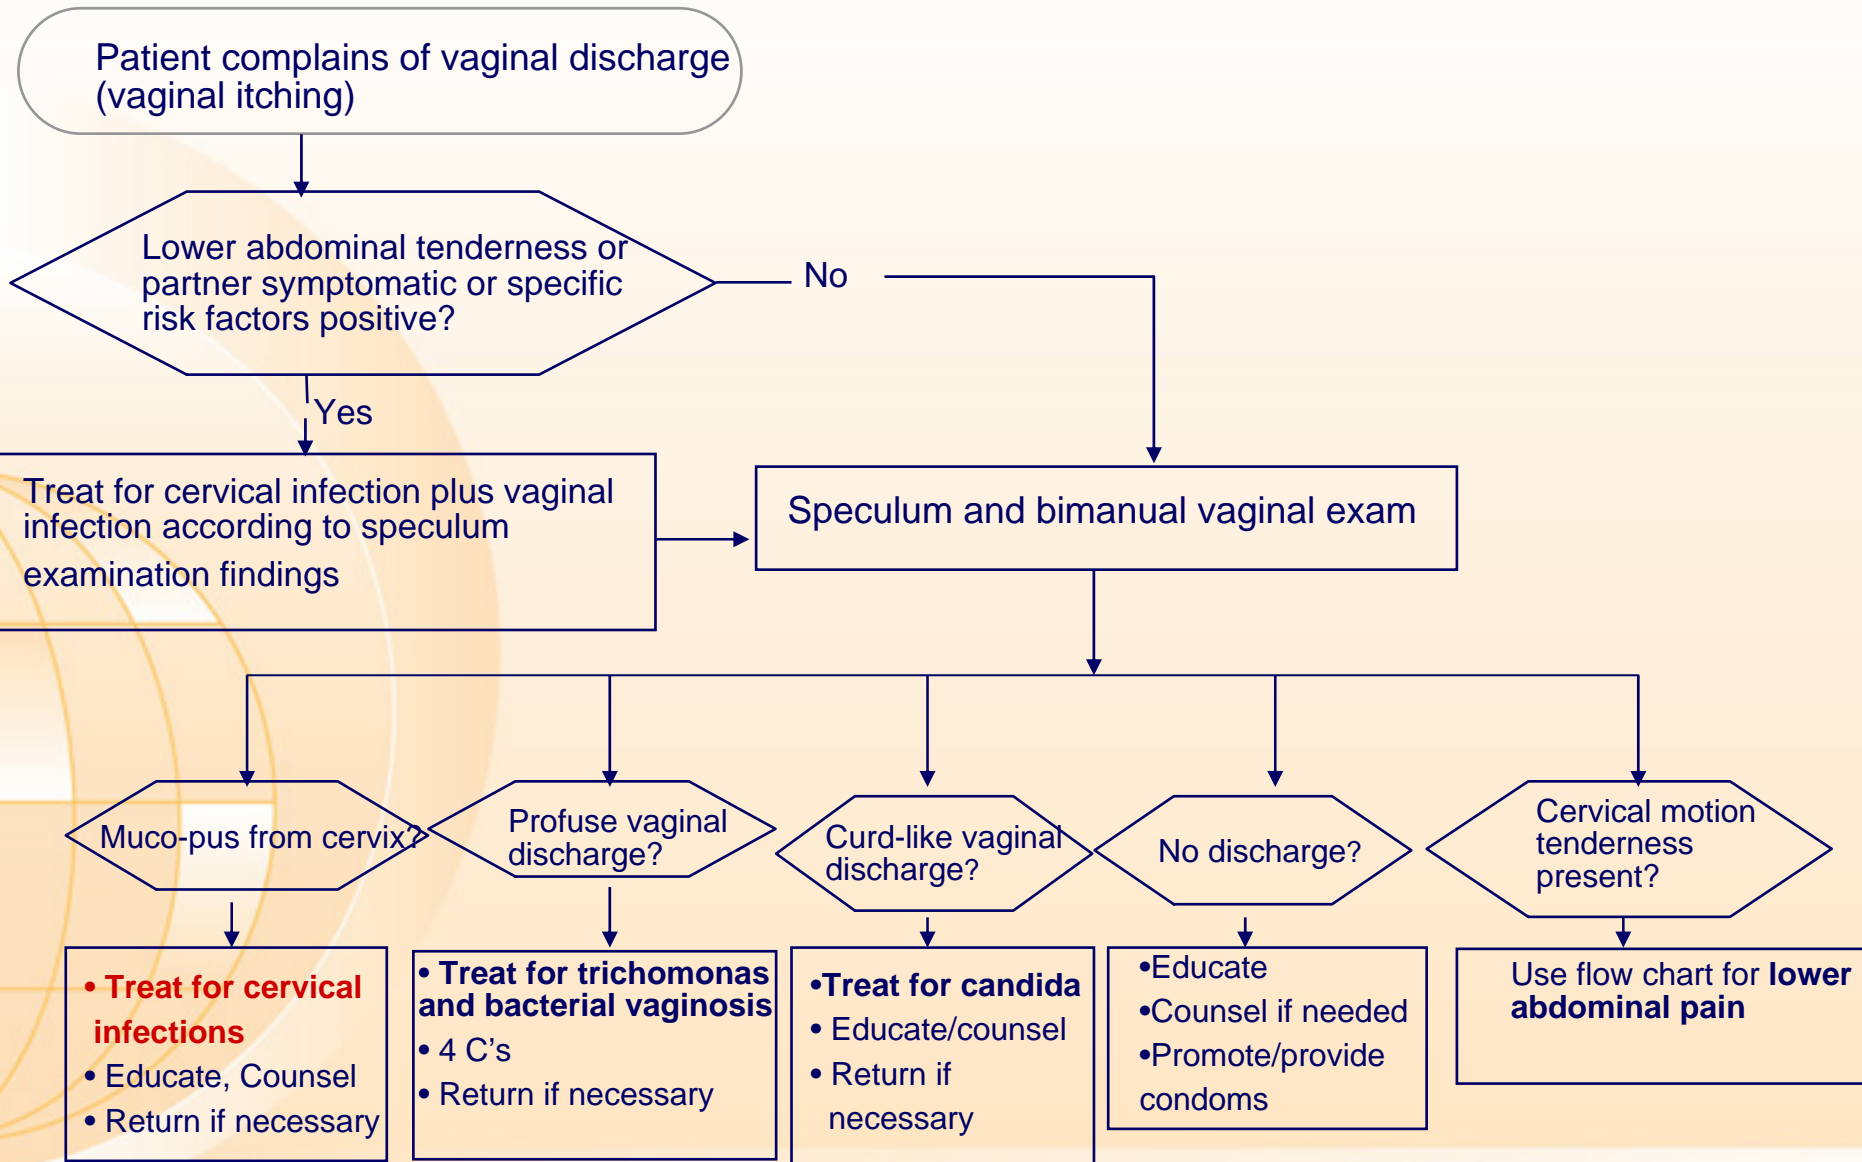 Patient complains of vaginal discharge
(vaginal itching)
Lower abdominal tenderness or
partner symptomatic or specific
risk factors positive?
No
Yes
Treat for cervical infection plus vaginal
infection according to speculum
examination findings
Speculum and bimanual vaginal exam
Muco-pus from cervix?
Profuse vaginal
discharge?
Curd-like vaginal
discharge?
No discharge?
Cervical motion
tenderness
present?
• Treat for cervical
infections
• Educate, Counsel
• Return if necessary
• Treat for trichomonas
and bacterial vaginosis
• 4 C's
• Return if necessary
•Treat for candida
• Educate/counsel
• Return if
necessary
•Educate
•Counsel if needed
•Promote/provide
condoms
Use flow chart for lower
abdominal pain